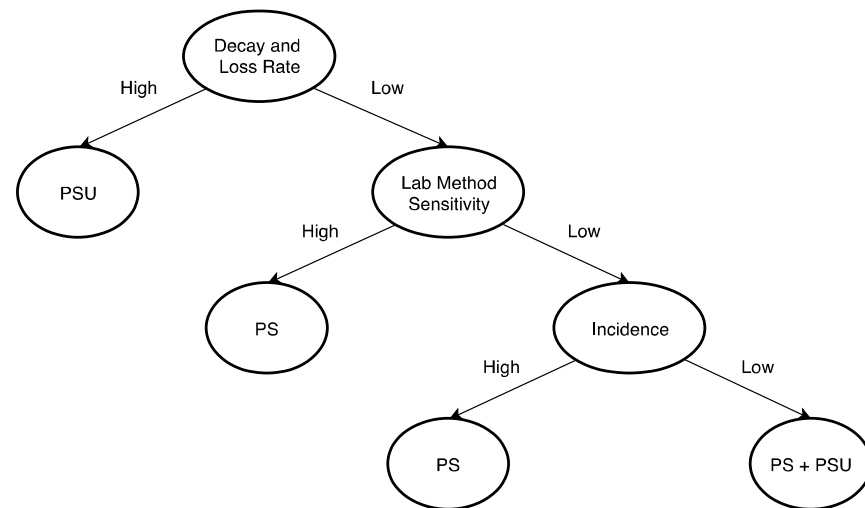 Decay and
Loss Rate
High
Low
PSU
Lab Method
Sensitivity
High
Low
PS
Incidence
High
Low
PS
PS + PSU